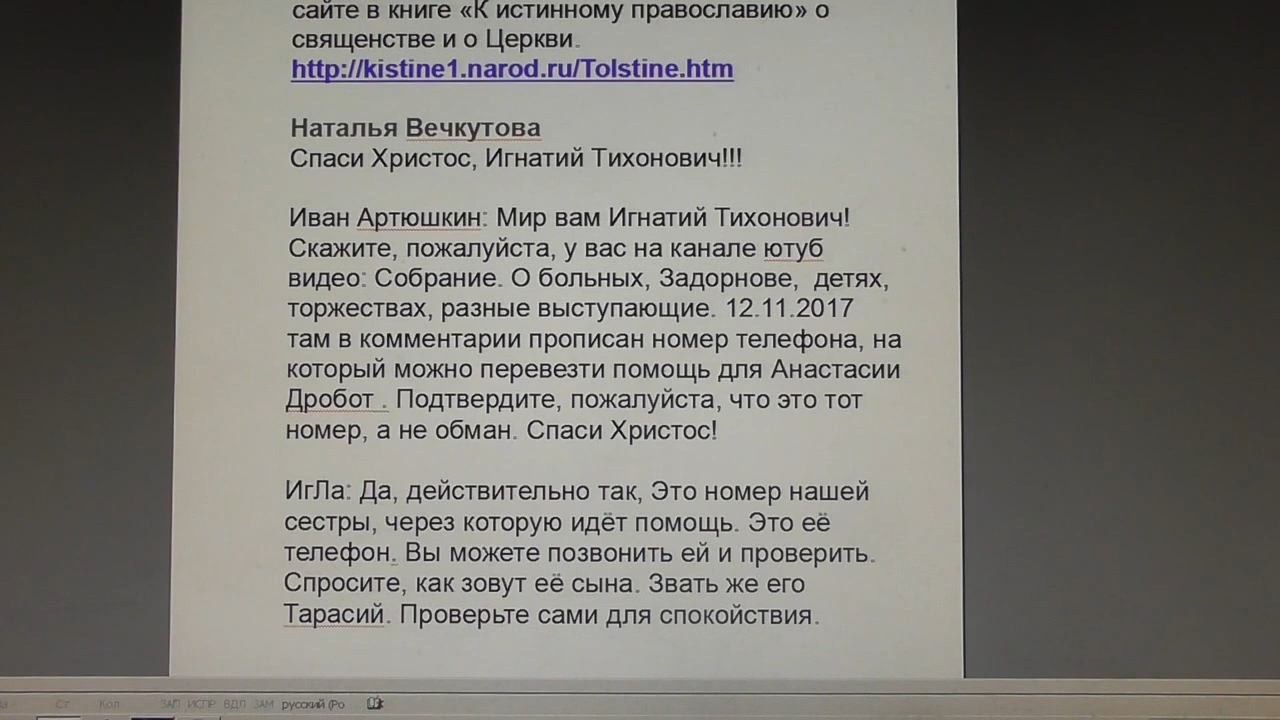 сайте в книге «К истинному православию» о
священстве и о Церкви.
http://kistine1.narod.ru/Tolstine.htm
Наталья Вечкутова
Спаси Христос, Игнатий Тихонович!!!
Иван Артюшкин: Мир вам Игнатий Тихонович!
Скажите, пожалуйста, у вас на канале ютуб
видео: Собрание. О больных, Задорнове, детях,
торжествах, разные выступающие. 12.11.2017
там в комментарии прописан номер телефона, на
который можно перевезти помощь для Анастасии
Дробот . Подтвердите, пожалуйста, что это тот
номер, а не обман. Спаси Христос!
ИгЛа: Да, действительно так, Это номер нашей
сестры, через которую идёт помощь. Это её
телефон. Вы можете позвонить ей и проверить.
Спросите, как зовут её сына. Звать же его
Тарасий. Проверьте сами для спокойствия.
Ст Кол ЗАП ИСПР ВДЛ ЗАМ русский (Ро